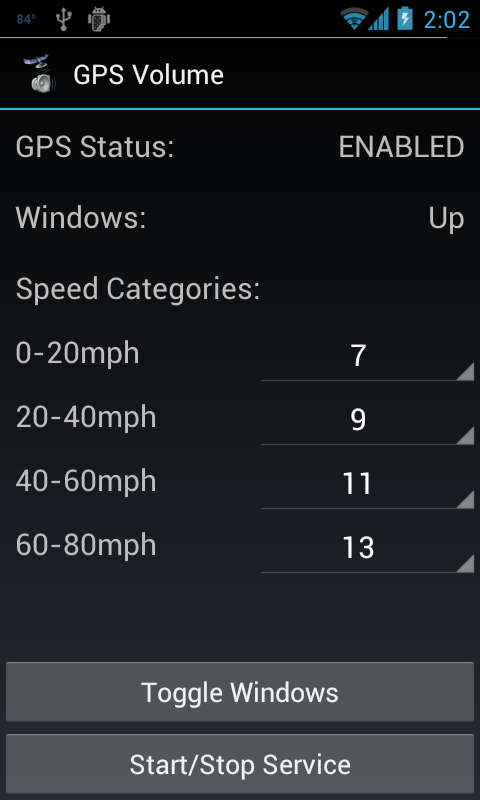 84° 2:02
GPS Volume
GPS Status: ENABLED
Windows: Up
Speed Categories:
0-20mph 7
20-40mph 9
40-60mph 11
60-80mph 13
Toggle Windows
Start/Stop Service